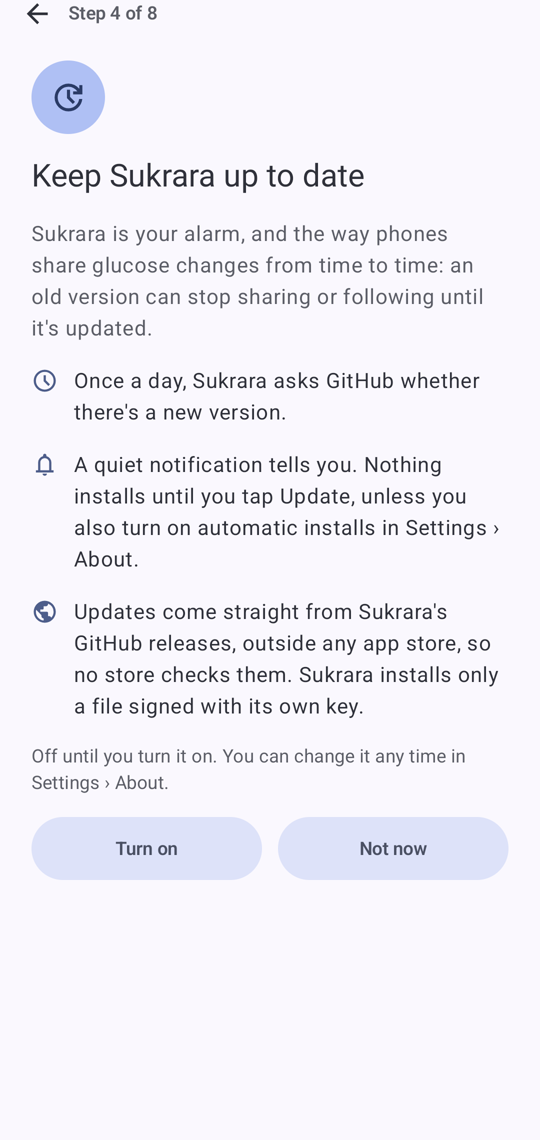 Step 4 of 8
Keep Sukrara up to date
Sukrara is your alarm, and the way phones
share glucose changes from time to time: an
old version can stop sharing or following until
it's updated.
Once a day, Sukrara asks GitHub whether
there's a new version.
A quiet notification tells you. Nothing
installs until you tap Update, unless you
also turn on automatic installs in Settings ›
About.
Updates come straight from Sukrara's
GitHub releases, outside any app store, so
no store checks them. Sukrara installs only
a file signed with its own key.
Off until you turn it on. You can change it any time in
Settings › About.
Turn on
Not now